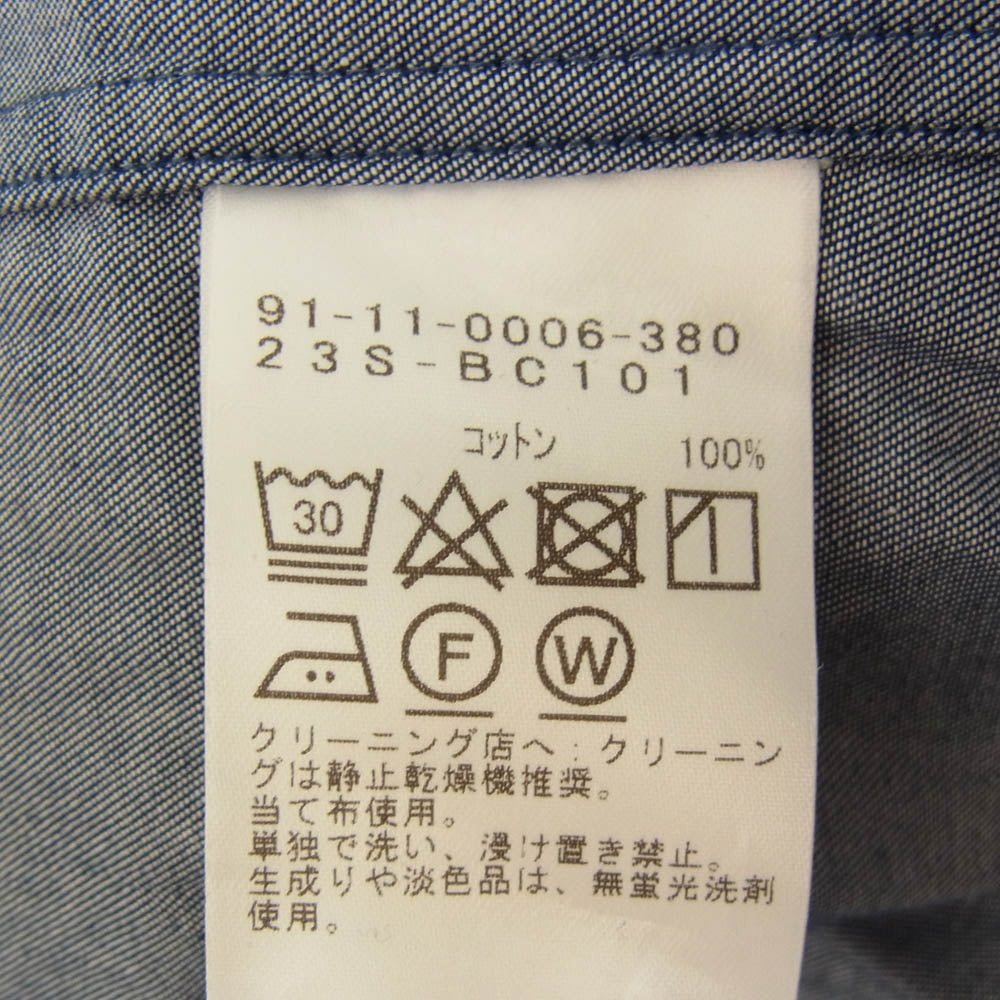 91-11-0006-380
23S-BC101
コットン 100%
30
F W
クリーニング店へ：クリーニン
グは静止乾燥機推奨。
当て布使用。
単独で洗い、浸け置き禁止。
生成りや淡色品は、無蛍光洗剤
使用。